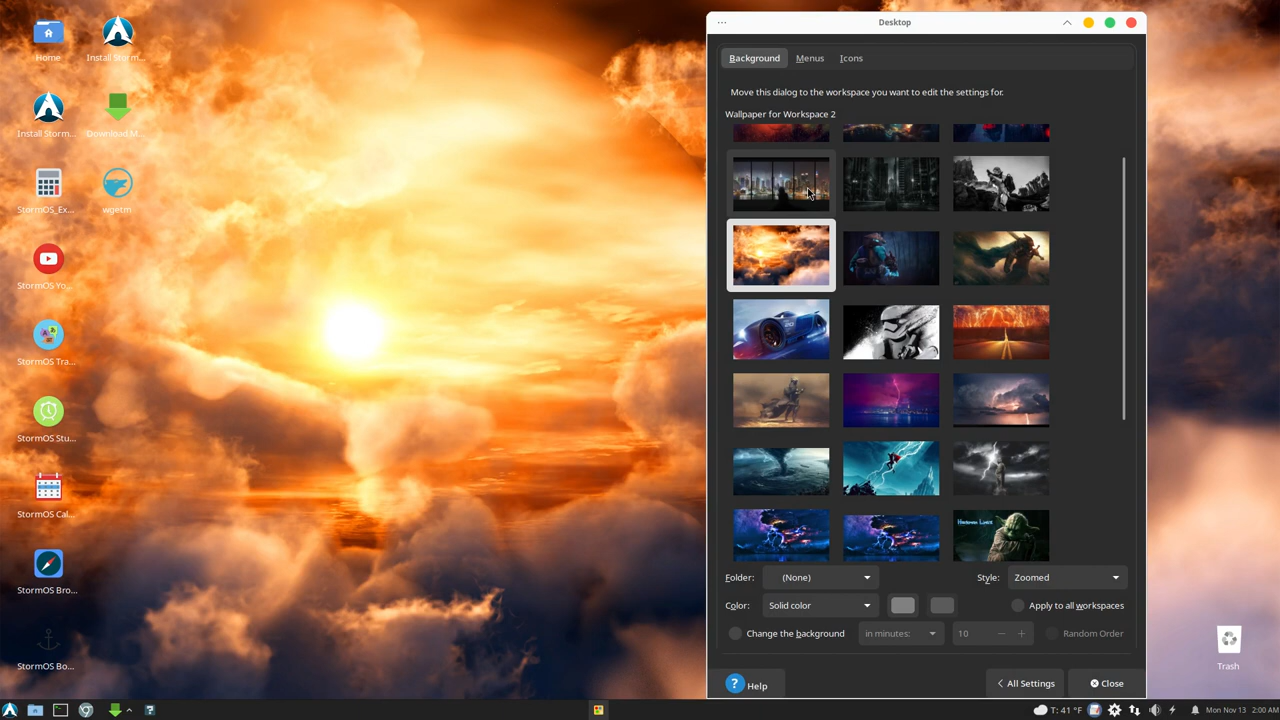 Home
Install Storm...
Install Storm...
Download M...
StormOS_Ex...
wgetm
StormOS Yo...
StormOS Tra...
StormOS Stu...
StormOS Cal...
StormOS Bro...
StormOS Bo...
Trash
Desktop
Background Menus Icons
Move this dialog to the workspace you want to edit the settings for.
Wallpaper for Workspace 2
Folder: (None) Style: Zoomed
Color: Solid color Apply to all workspaces
Change the background in minutes: 10 Random Order
? Help All Settings Close
T: 41 °F Mon Nov 13 2:00 AM